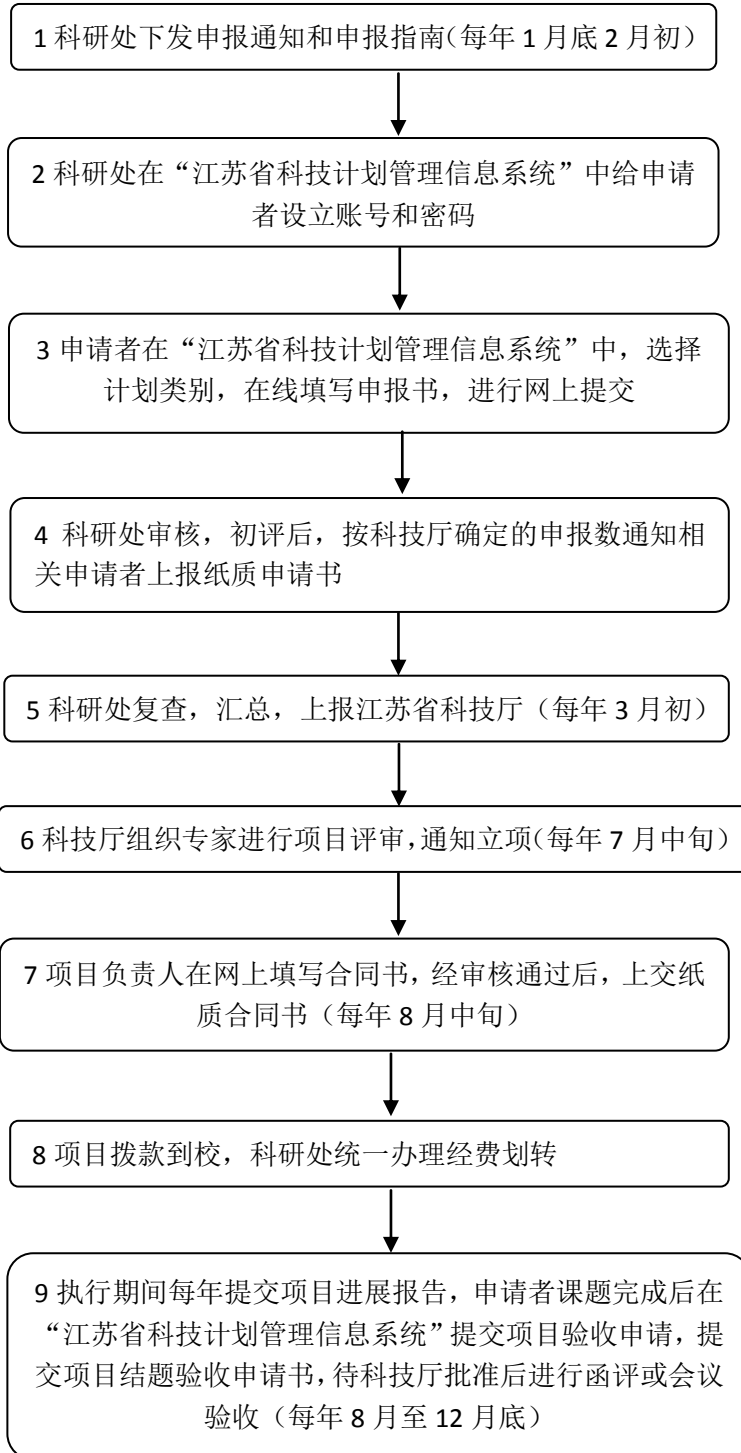 1 科研处下发申报通知和申报指南（每年 1 月底 2 月初）
2 科研处在“江苏省科技计划管理信息系统”中给申请
者设立账号和密码
3 申请者在“江苏省科技计划管理信息系统”中，选择
计划类别，在线填写申报书，进行网上提交
4 科研处审核，初评后，按科技厅确定的申报数通知相
关申请者上报纸质申请书
5 科研处复查，汇总，上报江苏省科技厅（每年 3 月初）
6 科技厅组织专家进行项目评审，通知立项（每年 7 月中旬）
7 项目负责人在网上填写合同书，经审核通过后，上交纸
质合同书（每年 8 月中旬）
8 项目拨款到校，科研处统一办理经费划转
9 执行期间每年提交项目进展报告，申请者课题完成后在
“江苏省科技计划管理信息系统”提交项目验收申请，提
交项目结题验收申请书，待科技厅批准后进行函评或会议
验收（每年 8 月至 12 月底）